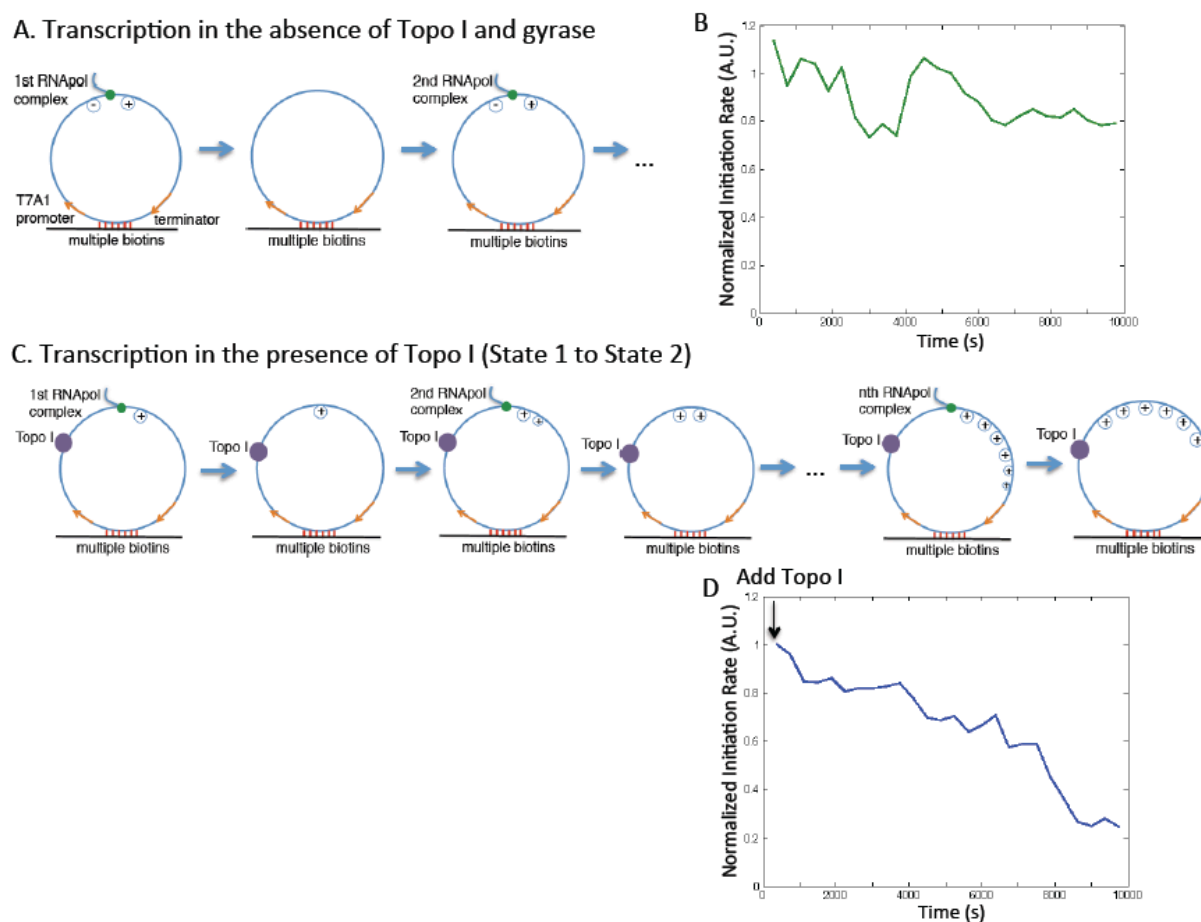 A. Transcription in the absence of Topo I and gyrase
1st RNApol
complex
-
+
T7A1
promoter
terminator
multiple biotins
multiple biotins
2nd RNApol
complex
-
+
multiple biotins
...
B
Normalized Initiation Rate (A.U.)
1.2
1
0.8
0.6
0.4
0.2
0
2000
4000
6000
8000
10000
Time (s)
C. Transcription in the presence of Topo I (State 1 to State 2)
1st RNApol
complex
+
Topo I
multiple biotins
+
Topo I
multiple biotins
2nd RNApol
complex
+ +
Topo I
multiple biotins
+ +
Topo I
multiple biotins
...
nth RNApol
complex
+ + + + + +
Topo I
multiple biotins
+ + + + + +
Topo I
multiple biotins
D
Add Topo I
Normalized Initiation Rate (A.U.)
1.2
1
0.8
0.6
0.4
0.2
0
0
2000
4000
6000
8000
10000
Time (s)